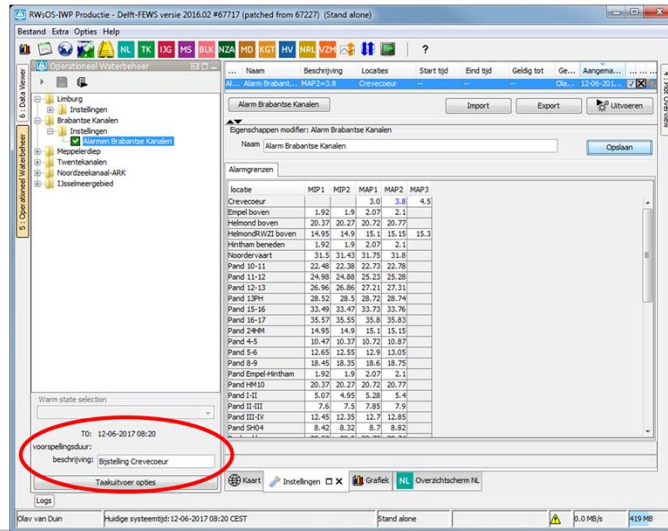 RWsOS-IWP Productie - Delft-FEWS versie 2016.02 #67717 (patched from 67227) (Stand alone)
Bestand Extra Opties Help
NL TK IJG MS BLK NZA MD KGT HV NRL VZM ?
Operationeel Waterbeheer
6 : Data Viewer
5 : Operationeel Waterbeheer
Limburg
Instellingen
Brabantse Kanalen
Instellingen
Alarmen Brabantse Kanalen
Meppelerdiep
Twentekanalen
Noordzeekanaal-ARK
IJsselmeergebied
Warm state selection
T0: 12-06-2017 08:20
voorspellingsduur:
beschrijving: Bijstelling Crevecoeur
Taakuitvoer opties
Logs
... Naam Beschrijving Locaties Start tijd Eind tijd Geldig tot Ge... Aangema... ... ... ...
Al... Alarm Brabant... MAP2=3.8 Crevecoeur -- -- -- Ola... 12-06-201...
Alarm Brabantse Kanalen Import Export Uitvoeren
Eigenschappen modifier: Alarm Brabantse Kanalen
Naam Alarm Brabantse Kanalen Opslaan
Alarmgrenzen
locatie MIP1 MIP2 MAP1 MAP2 MAP3
Crevecoeur 3.0 3.8 4.5
Empel boven 1.92 1.9 2.07 2.1
Helmond boven 20.37 20.27 20.72 20.77
HelmondRWZI boven 14.95 14.9 15.1 15.15 15.3
Hintham beneden 1.92 1.9 2.07 2.1
Noordervaart 31.5 31.43 31.75 31.8
Pand 10-11 22.48 22.38 22.73 22.78
Pand 11-12 24.98 24.88 25.23 25.28
Pand 12-13 26.96 26.86 27.21 27.31
Pand 13PH 28.52 28.5 28.72 28.74
Pand 15-16 33.49 33.47 33.73 33.76
Pand 16-17 35.57 35.55 35.8 35.83
Pand 24HM 14.95 14.9 15.1 15.15
Pand 4-5 10.47 10.37 10.72 10.87
Pand 5-6 12.65 12.55 12.9 13.05
Pand 8-9 18.45 18.35 18.6 18.75
Pand Empel-Hintham 1.92 1.9 2.07 2.1
Pand HM10 20.37 20.27 20.72 20.77
Pand I-II 5.07 4.95 5.28 5.4
Pand II-III 7.6 7.5 7.85 7.9
Pand III-IV 12.45 12.35 12.7 12.85
Pand SH04 8.42 8.32 8.7 8.82
Kaart Instellingen Grafiek NL Overzichtscherm NL
Olav van Duin Huidige systeemtijd:12-06-2017 08:20 CEST Stand alone 0.0 MB/s 419 MB